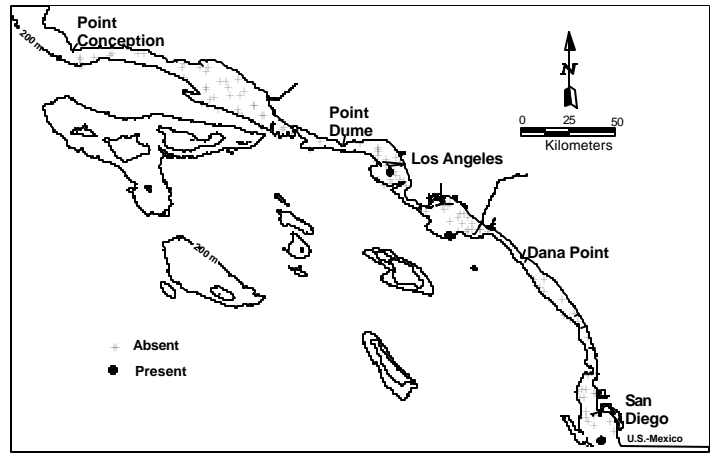 Point
Conception
200 m
N
Point
Dume
0 25 50
Kilometers
Los Angeles
200 m
Dana Point
Absent
Present
San
Diego
U.S.-Mexico